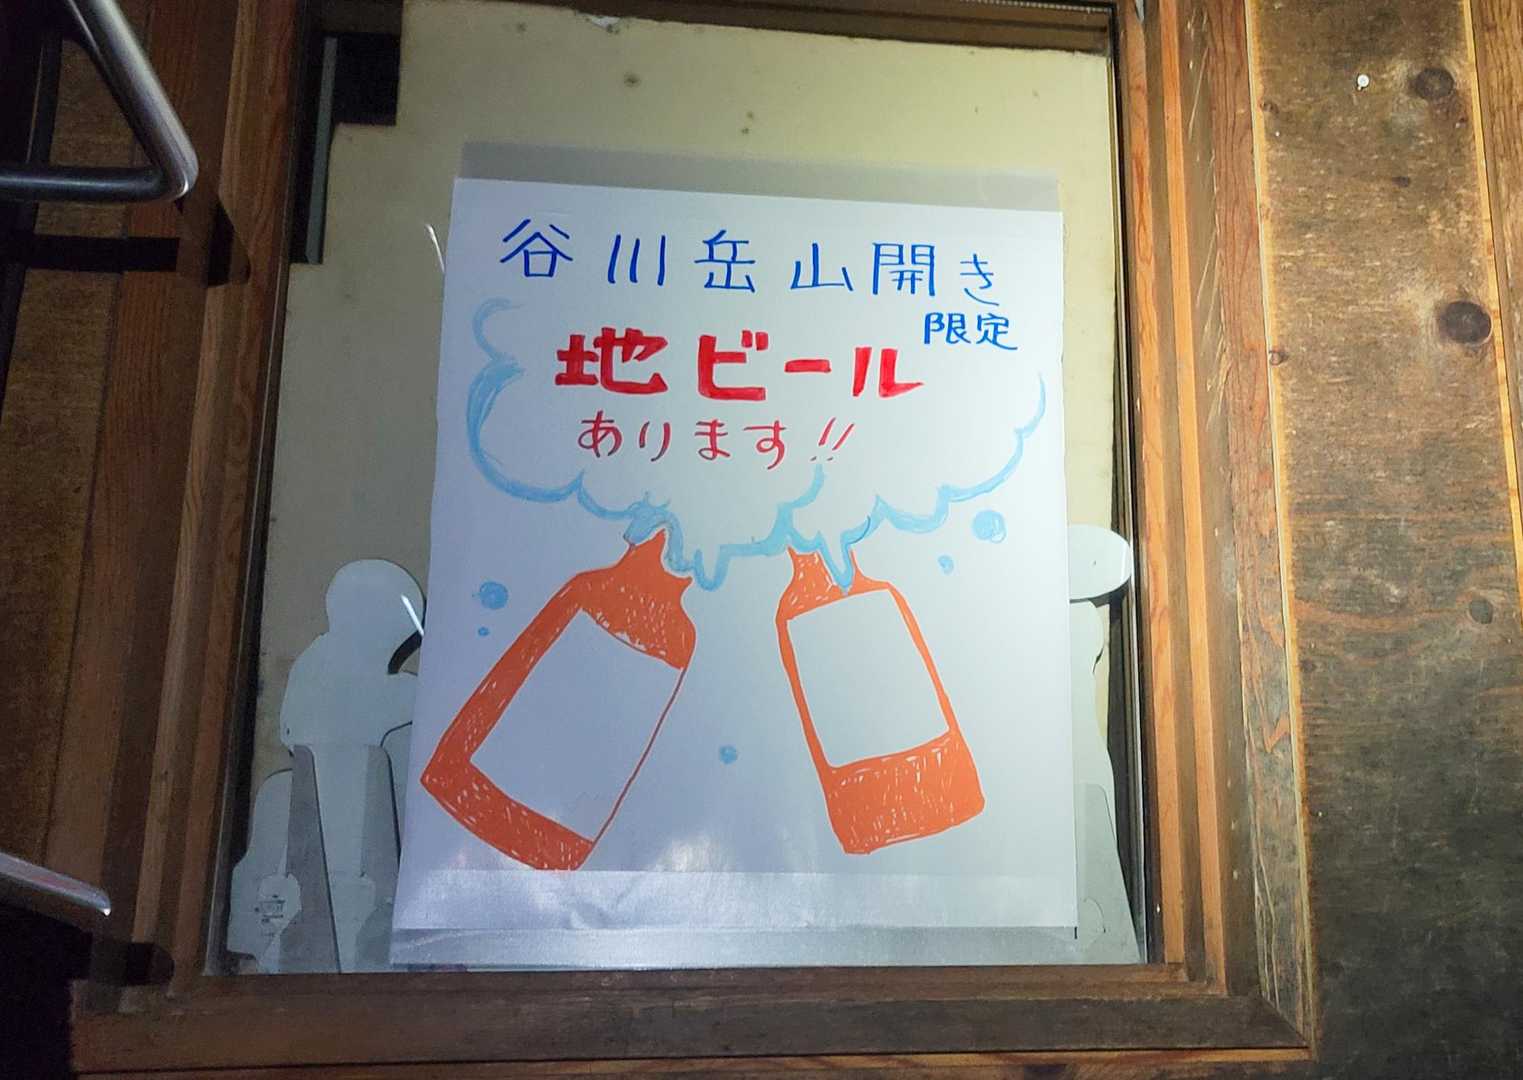 谷川岳山開き
限定
地ビール
あります!!